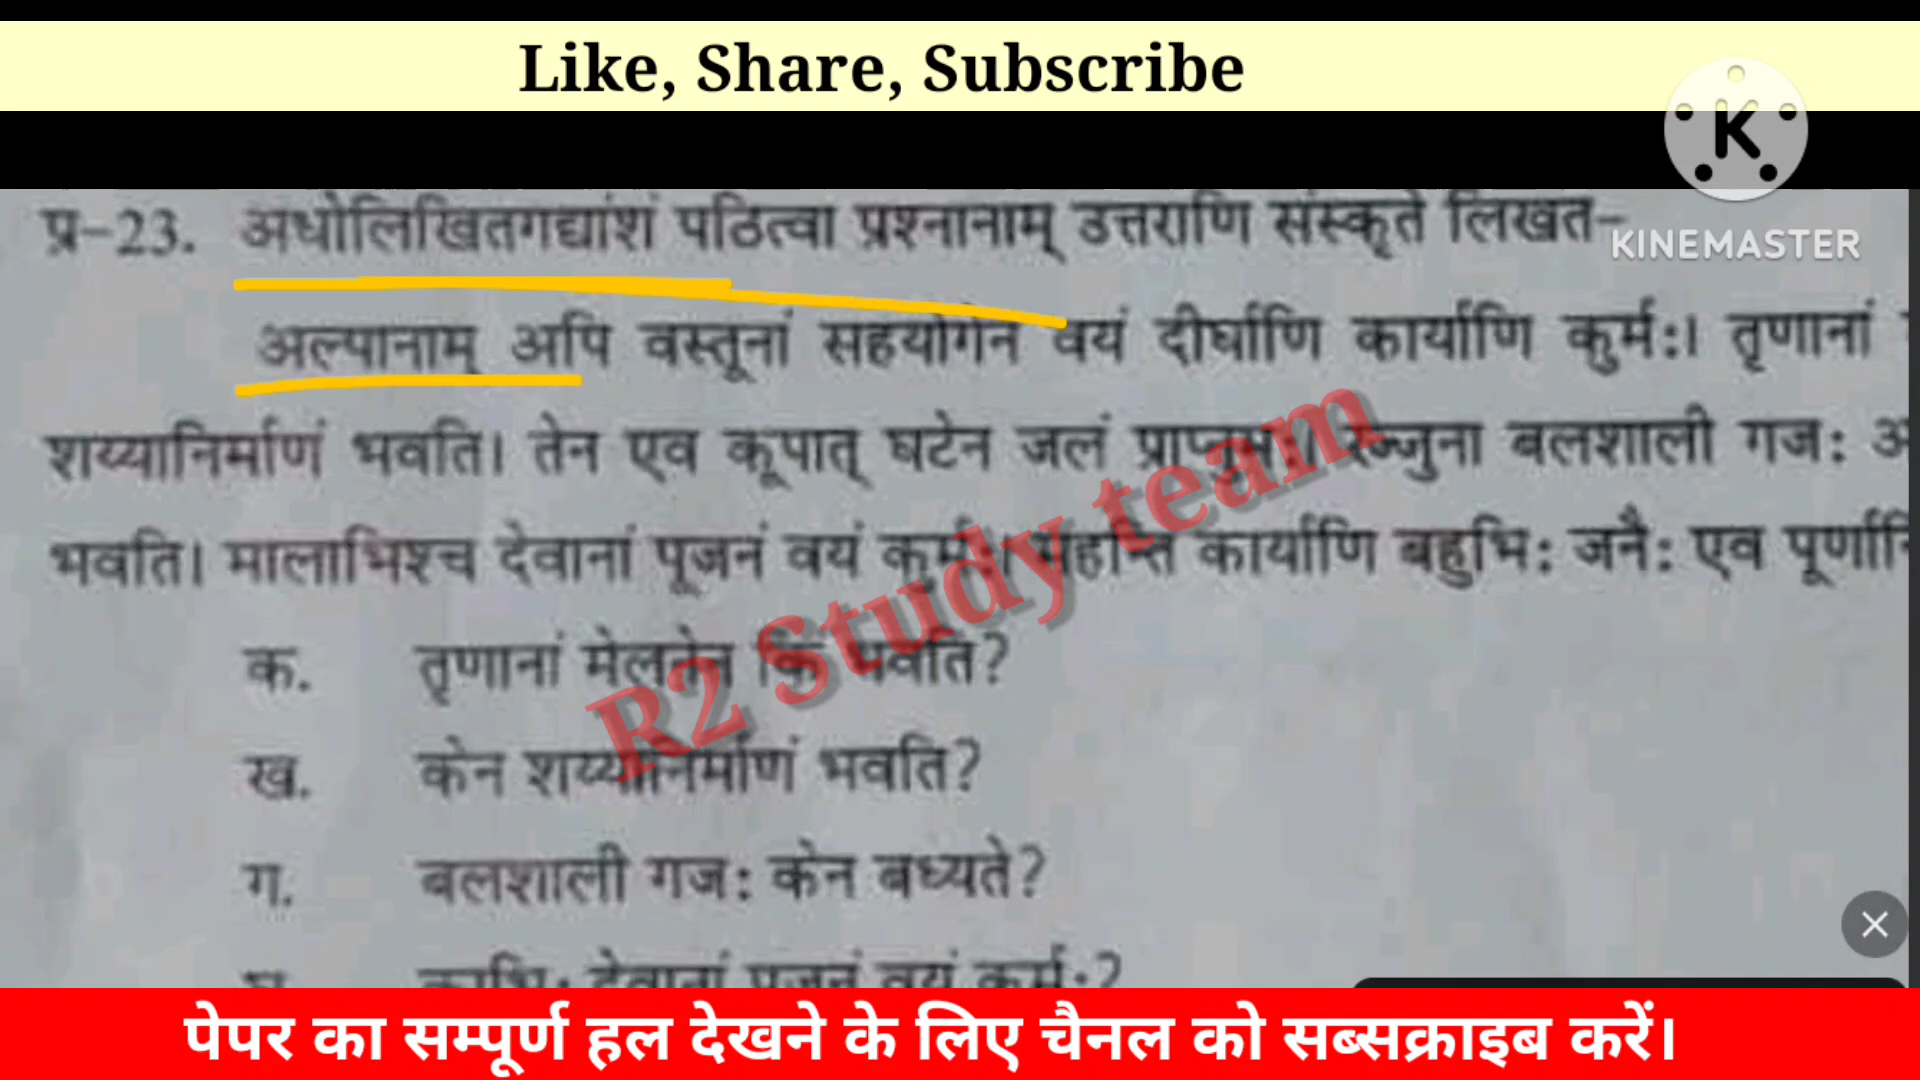 Like, Share, Subscribe
K
KINEMASTER
प्र-23. अधोलिखितगद्यांशं पठित्वा प्रश्नानाम् उत्तराणि संस्कृते लिखत-
अल्पानाम् अपि वस्तूनां सहयोगेन वयं दीर्घाणि कार्याणि कुर्मः। तृणानां
शय्यानिर्माणं भवति। तेन एव कूपात् घटेन जलं प्राप्नुमः। रज्जुना बलशाली गजः
भवति। मालाभिश्च देवानां पूजनं वयं कुर्मः। महान्ति कार्याणि बहुभिः जनैः एव
R2 Study team
क. तृणानां मेलनेन किं भवति?
ख. केन शय्यानिर्माणं भवति?
ग. बलशाली गजः केन बध्यते?
घ. काभिः देवानां पूजनं वयं कुर्मः?
पेपर का सम्पूर्ण हल देखने के लिए चैनल को सब्सक्राइब करें।